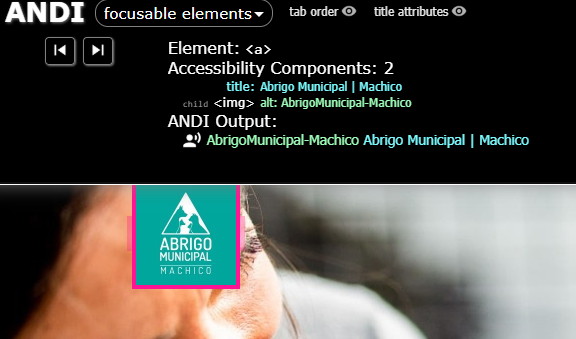 ANDI focusable elements tab order title attributes
Element: <a>
Accessibility Components: 2
title: Abrigo Municipal | Machico
child <img> alt: AbrigoMunicipal-Machico
ANDI Output:
AbrigoMunicipal-Machico Abrigo Municipal | Machico
ABRIGO
MUNICIPAL
MACHICO